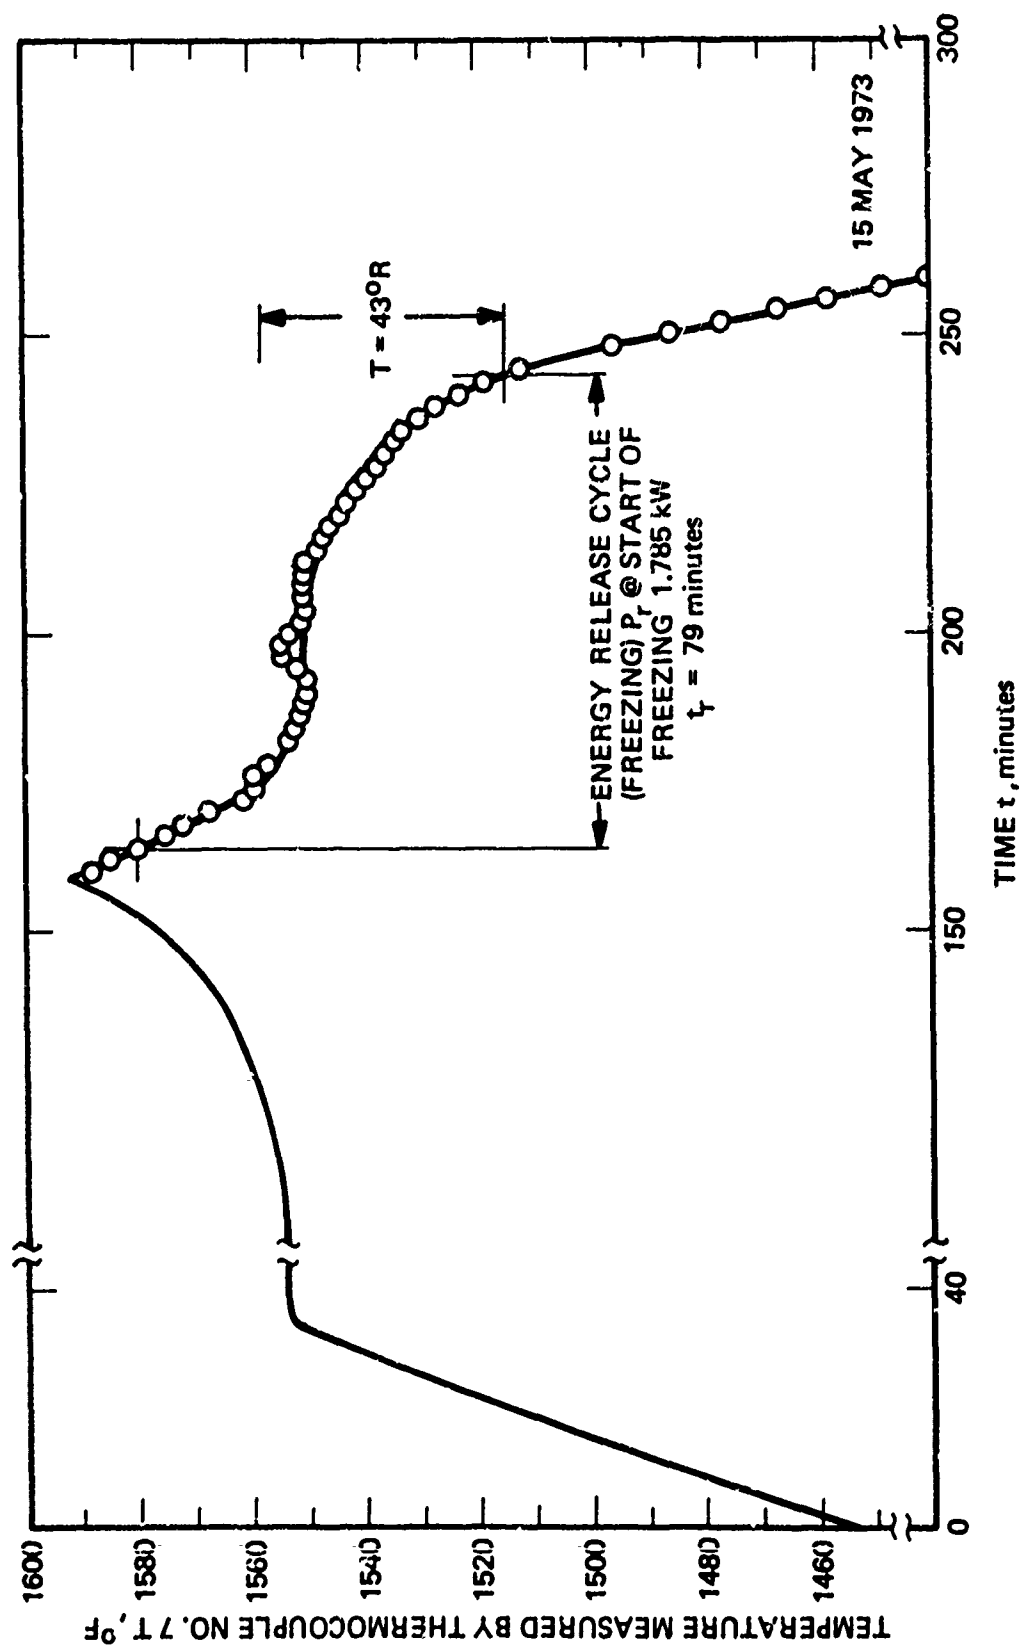 TEMPERATURE MEASURED BY THERMOCOUPLE NO. 7 T, °F
1600
1580
1560
1540
1520
1500
1480
1460
T = 43°R
ENERGY RELEASE CYCLE
(FREEZING) Pr @ START OF
FREEZING 1.785 kW
tr = 79 minutes
15 MAY 1973
0
40
150
200
250
300
TIME t, minutes